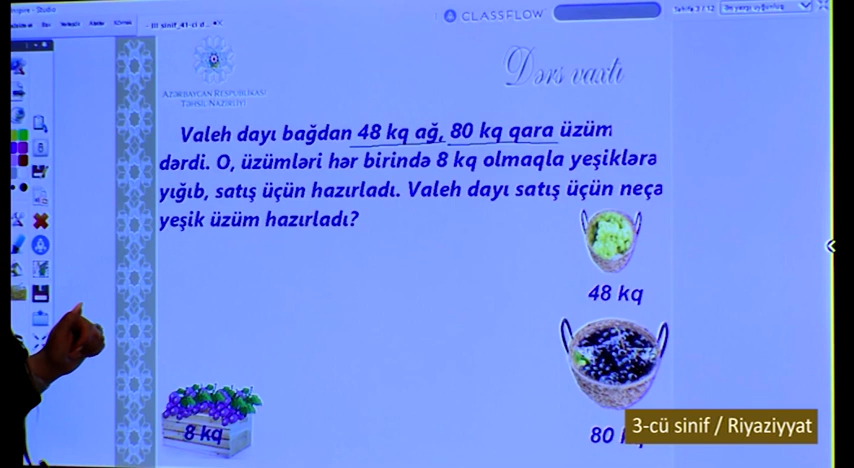 CLASSFLOW
AZƏRBAYCAN RESPUBLİKASI
TƏHSİL NAZİRLİYİ
Dərs vaxtı
Valeh dayı bağdan 48 kq ağ, 80 kq qara üzüm
dərdi. O, üzümləri hər birində 8 kq olmaqla yeşiklərə
yığıb, satış üçün hazırladı. Valeh dayı satış üçün neçə
yeşik üzüm hazırladı?
48 kq
8 kq
80
3-cü sinif / Riyaziyyat